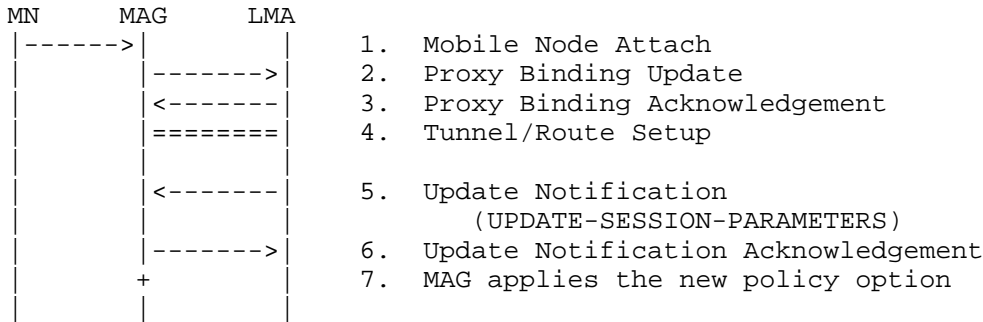 MN MAG LMA
|------>| | 1. Mobile Node Attach
| |------->| 2. Proxy Binding Update
| |<-------| 3. Proxy Binding Acknowledgement
| |========| 4. Tunnel/Route Setup
| | |
| |<-------| 5. Update Notification
| | | (UPDATE-SESSION-PARAMETERS)
| |------->| 6. Update Notification Acknowledgement
| + | 7. MAG applies the new policy option
| | |